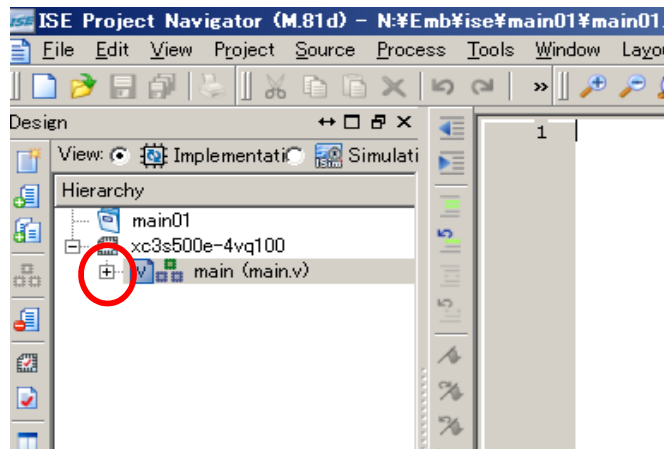 ISE ISE Project Navigator (M.81d) - N:¥Emb¥ise¥main01¥main01.
File Edit View Project Source Process Tools Window Layou
»
Design
View: Implementati Simulati
Hierarchy
main01
xc3s500e-4vq100
V main (main.v)
1